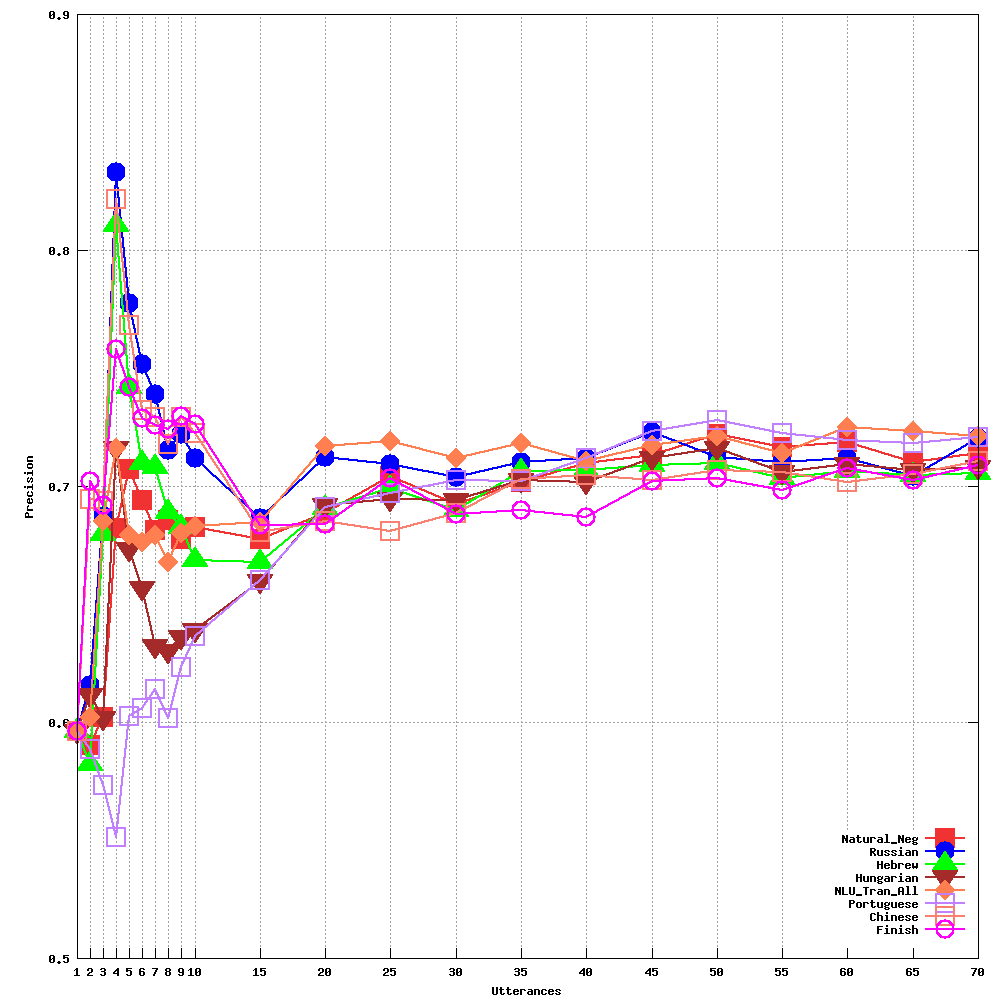 0.9
0.8
0.7
0.6
0.5
Precision
1 2 3 4 5 6 7 8 9 10 15 20 25 30 35 40 45 50 55 60 65 70
Utterances
Natural_Neg
Russian
Hebrew
Hungarian
NLU_Tran_All
Portuguese
Chinese
Finish